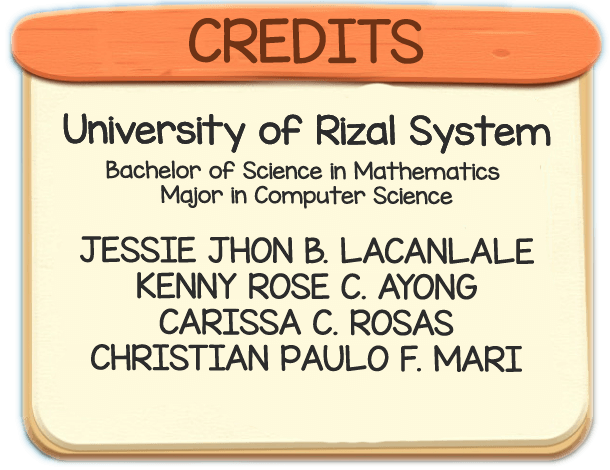 CREDITS
University of Rizal System
Bachelor of Science in Mathematics
Major in Computer Science
JESSIE JHON B. LACANLALE
KENNY ROSE C. AYONG
CARISSA C. ROSAS
CHRISTIAN PAULO F. MARI